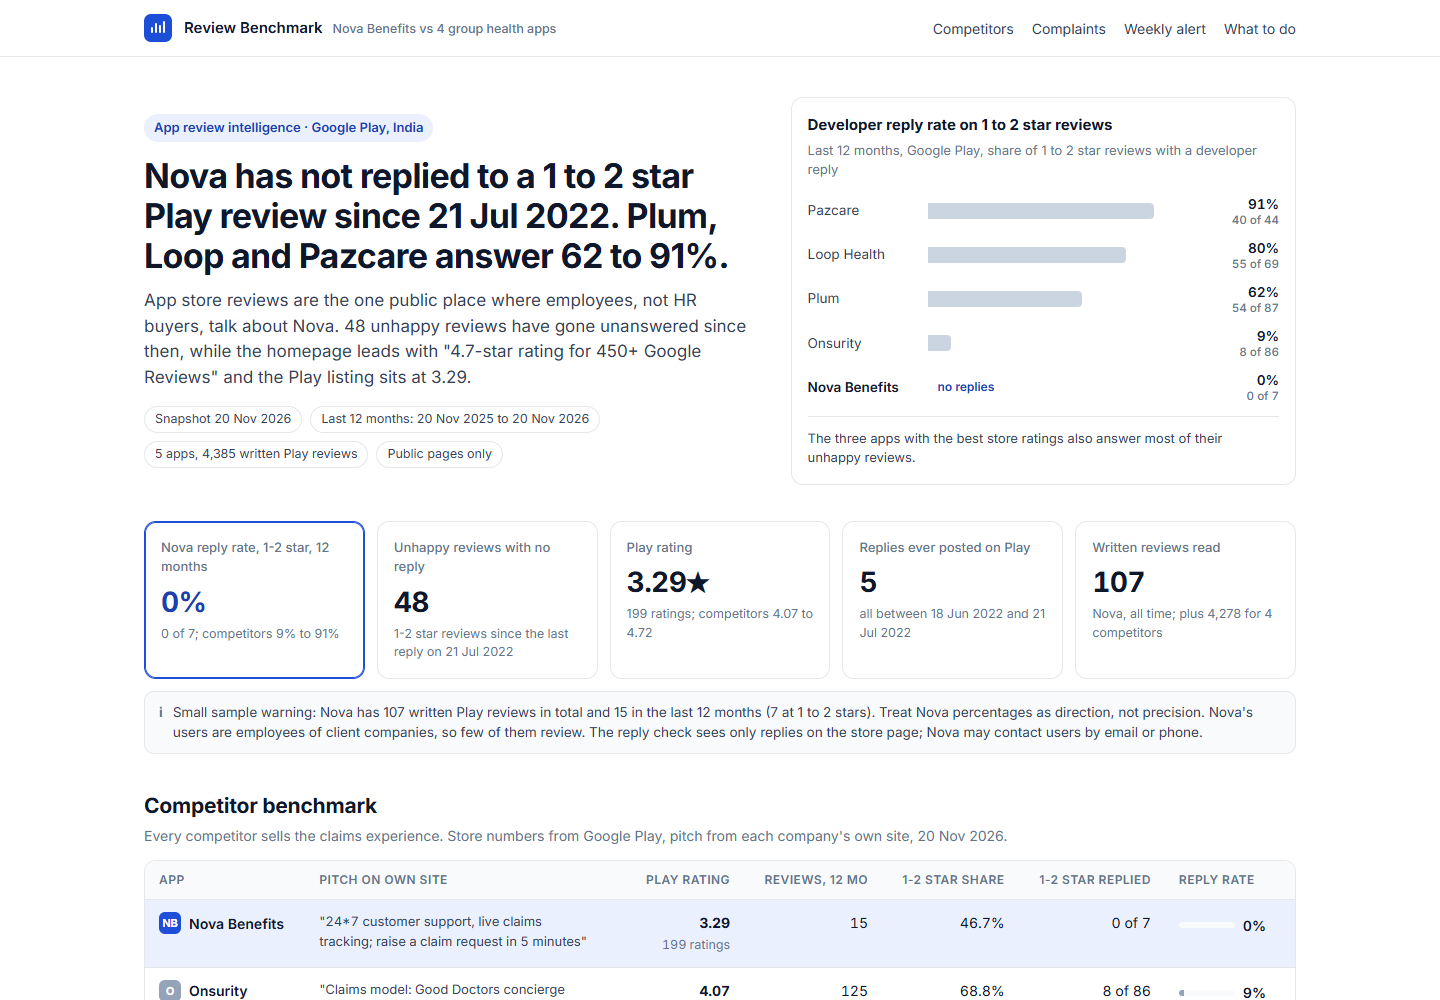 Review Benchmark Nova Benefits vs 4 group health apps Competitors Complaints Weekly alert What to do
App review intelligence · Google Play, India
Nova has not replied to a 1 to 2 star
Play review since 21 Jul 2022. Plum,
Loop and Pazcare answer 62 to 91%.
App store reviews are the one public place where employees, not HR
buyers, talk about Nova. 48 unhappy reviews have gone unanswered since
then, while the homepage leads with "4.7-star rating for 450+ Google
Reviews" and the Play listing sits at 3.29.
Snapshot 20 Nov 2026 Last 12 months: 20 Nov 2025 to 20 Nov 2026
5 apps, 4,385 written Play reviews Public pages only
Developer reply rate on 1 to 2 star reviews
Last 12 months, Google Play, share of 1 to 2 star reviews with a developer
reply
Pazcare 91%
40 of 44
Loop Health 80%
55 of 69
Plum 62%
54 of 87
Onsurity 9%
8 of 86
Nova Benefits no replies 0%
0 of 7
The three apps with the best store ratings also answer most of their
unhappy reviews.
Nova reply rate, 1-2 star, 12
months
0%
0 of 7; competitors 9% to 91%
Unhappy reviews with no
reply
48
1-2 star reviews since the last
reply on 21 Jul 2022
Play rating
3.29★
199 ratings; competitors 4.07 to
4.72
Replies ever posted on Play
5
all between 18 Jun 2022 and 21
Jul 2022
Written reviews read
107
Nova, all time; plus 4,278 for 4
competitors
i Small sample warning: Nova has 107 written Play reviews in total and 15 in the last 12 months (7 at 1 to 2 stars). Treat Nova percentages as direction, not precision. Nova's
users are employees of client companies, so few of them review. The reply check sees only replies on the store page; Nova may contact users by email or phone.
Competitor benchmark
Every competitor sells the claims experience. Store numbers from Google Play, pitch from each company's own site, 20 Nov 2026.
APP PITCH ON OWN SITE PLAY RATING REVIEWS, 12 MO 1-2 STAR SHARE 1-2 STAR REPLIED REPLY RATE
NB Nova Benefits "24*7 customer support, live claims 3.29 15 46.7% 0 of 7 0%
tracking; raise a claim request in 5 minutes" 199 ratings
O Onsurity "Claims model: Good Doctors concierge 4.07 125 68.8% 8 of 86 9%